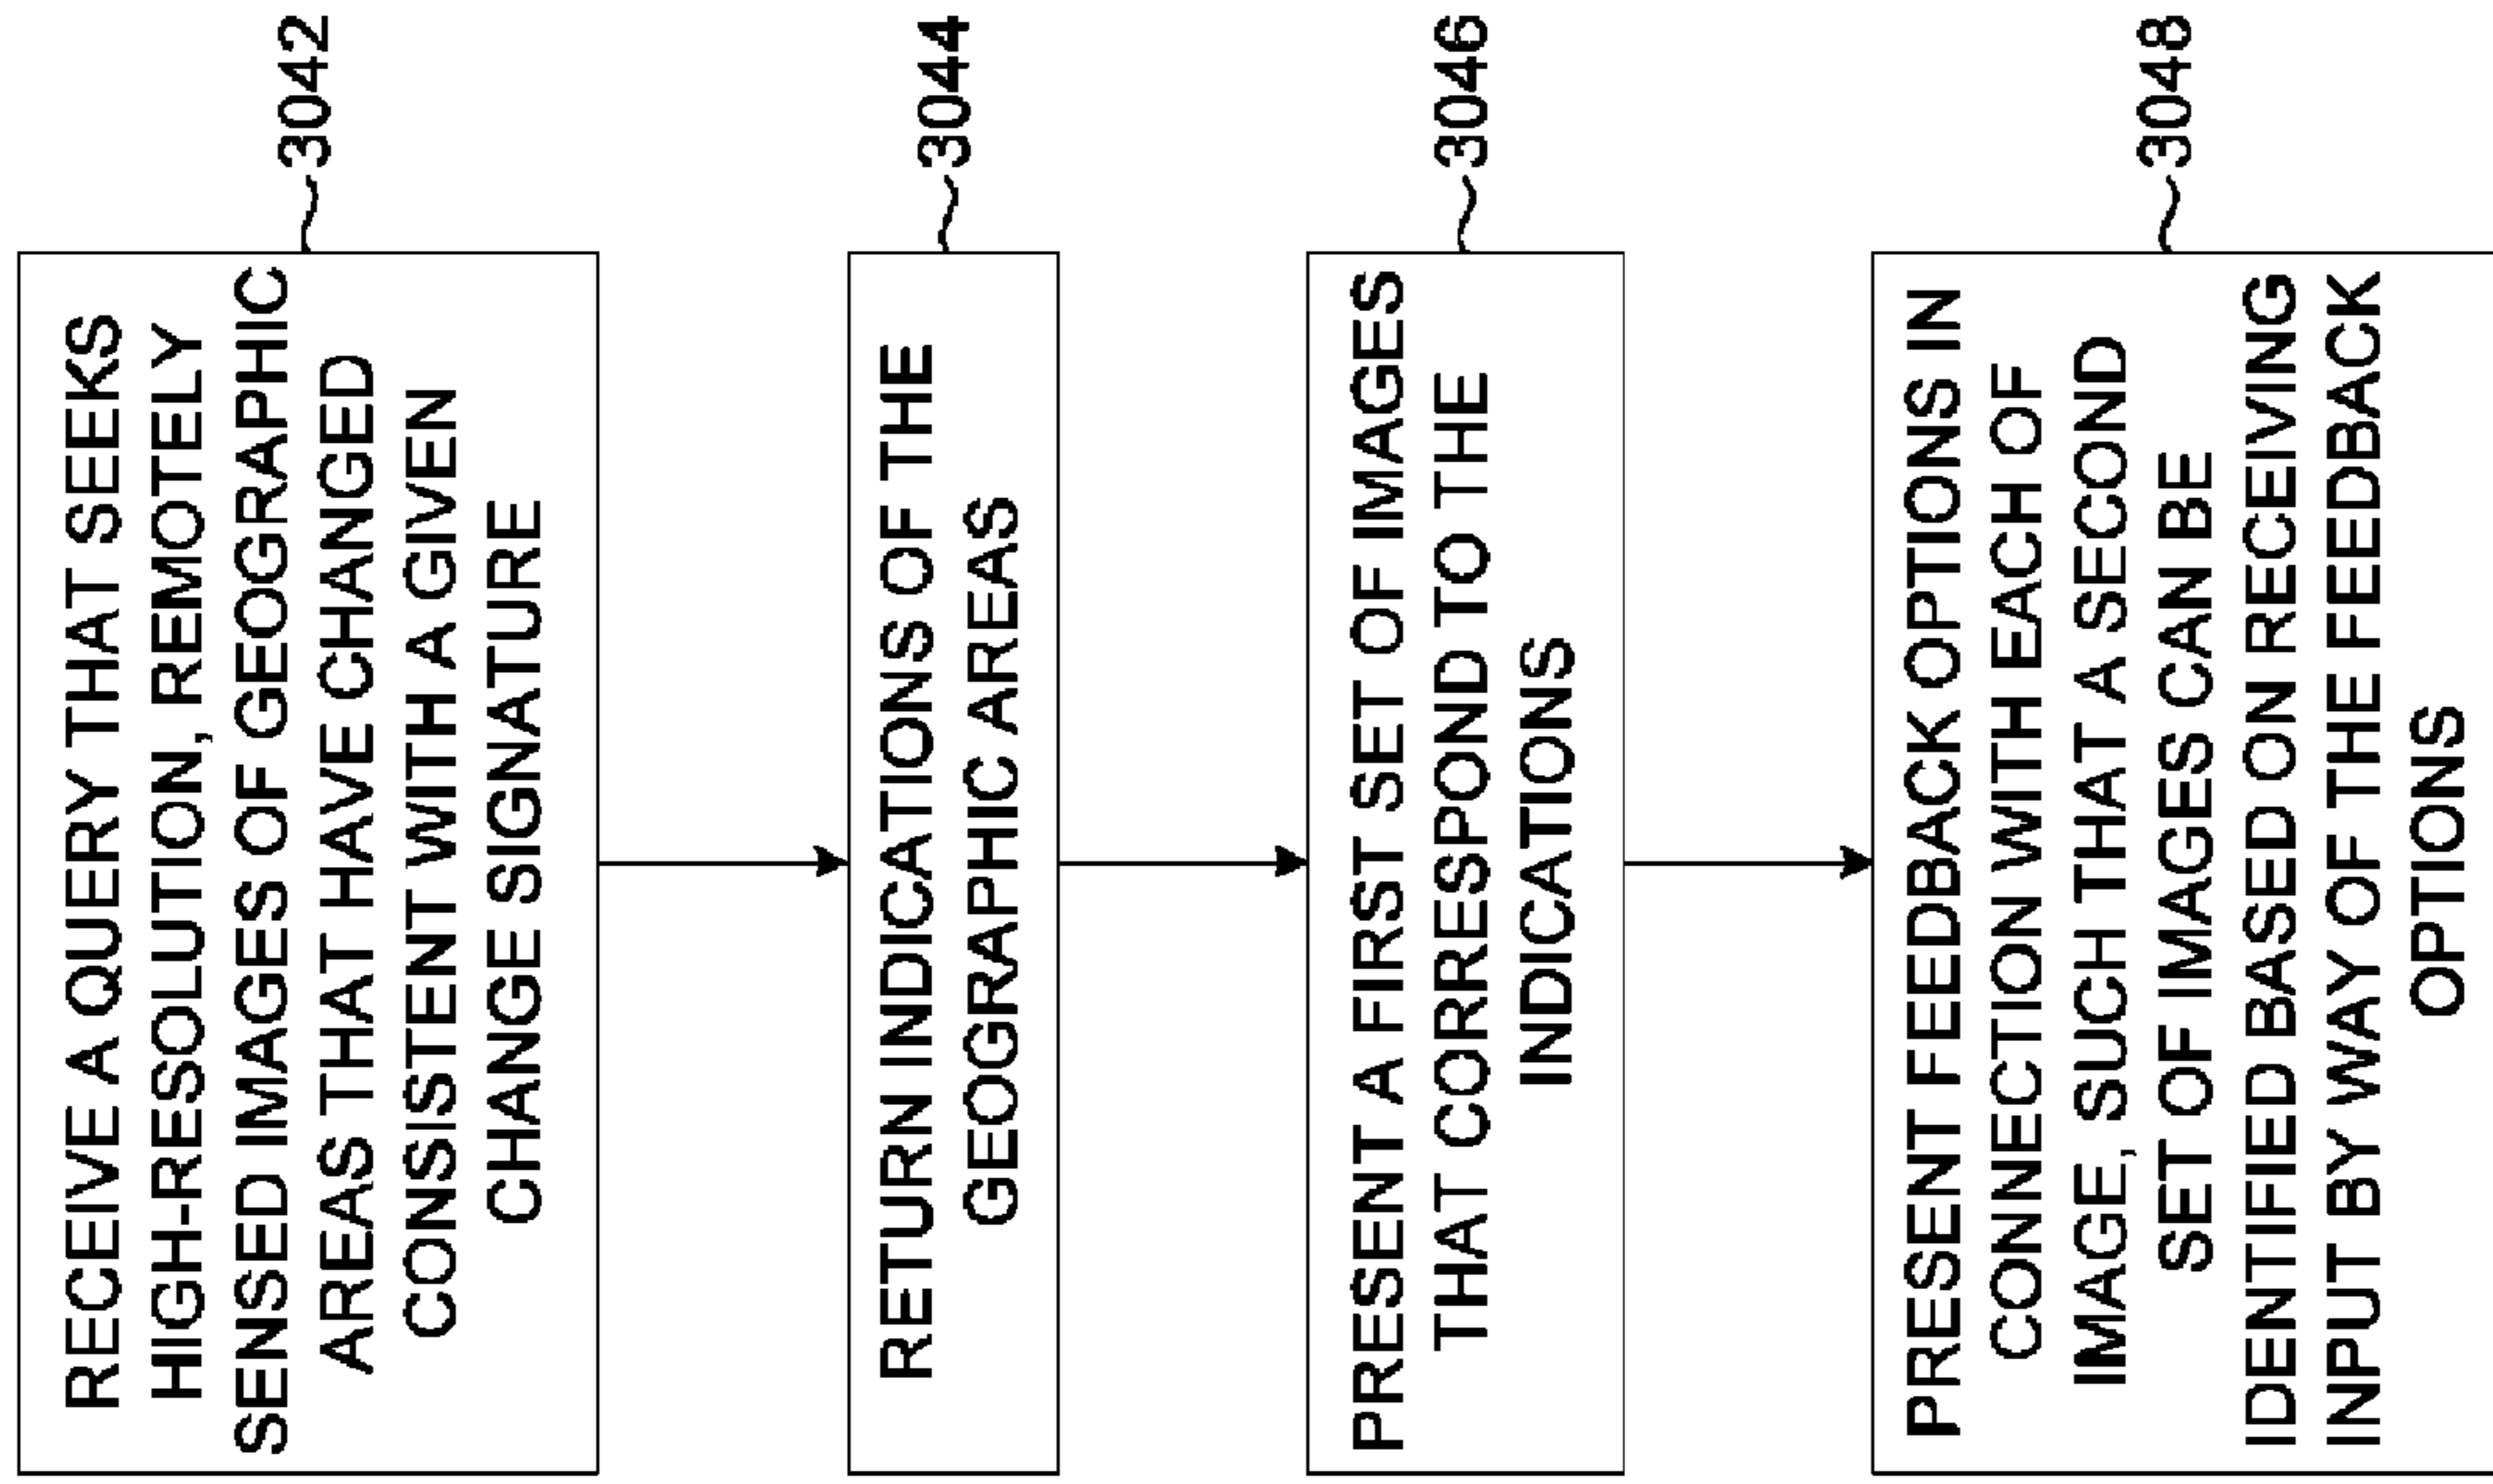 RECEIVE A QUERY THAT SEEKS
HIGH-RESOLUTION, REMOTELY
SENSED IMAGES OF GEOGRAPHIC
AREAS THAT HAVE CHANGED
CONSISTENT WITH A GIVEN
CHANGE SIGNATURE
3042
RETURN INDICATIONS OF THE
GEOGRAPHIC AREAS
3044
PRESENT A FIRST SET OF IMAGES
THAT CORRESPOND TO THE
INDICATIONS
3046
PRESENT FEEDBACK OPTIONS IN
CONNECTION WITH EACH OF
IMAGE, SUCH THAT A SECOND
SET OF IMAGES CAN BE
IDENTIFIED BASED ON RECEIVING
INPUT BY WAY OF THE FEEDBACK
OPTIONS
3048